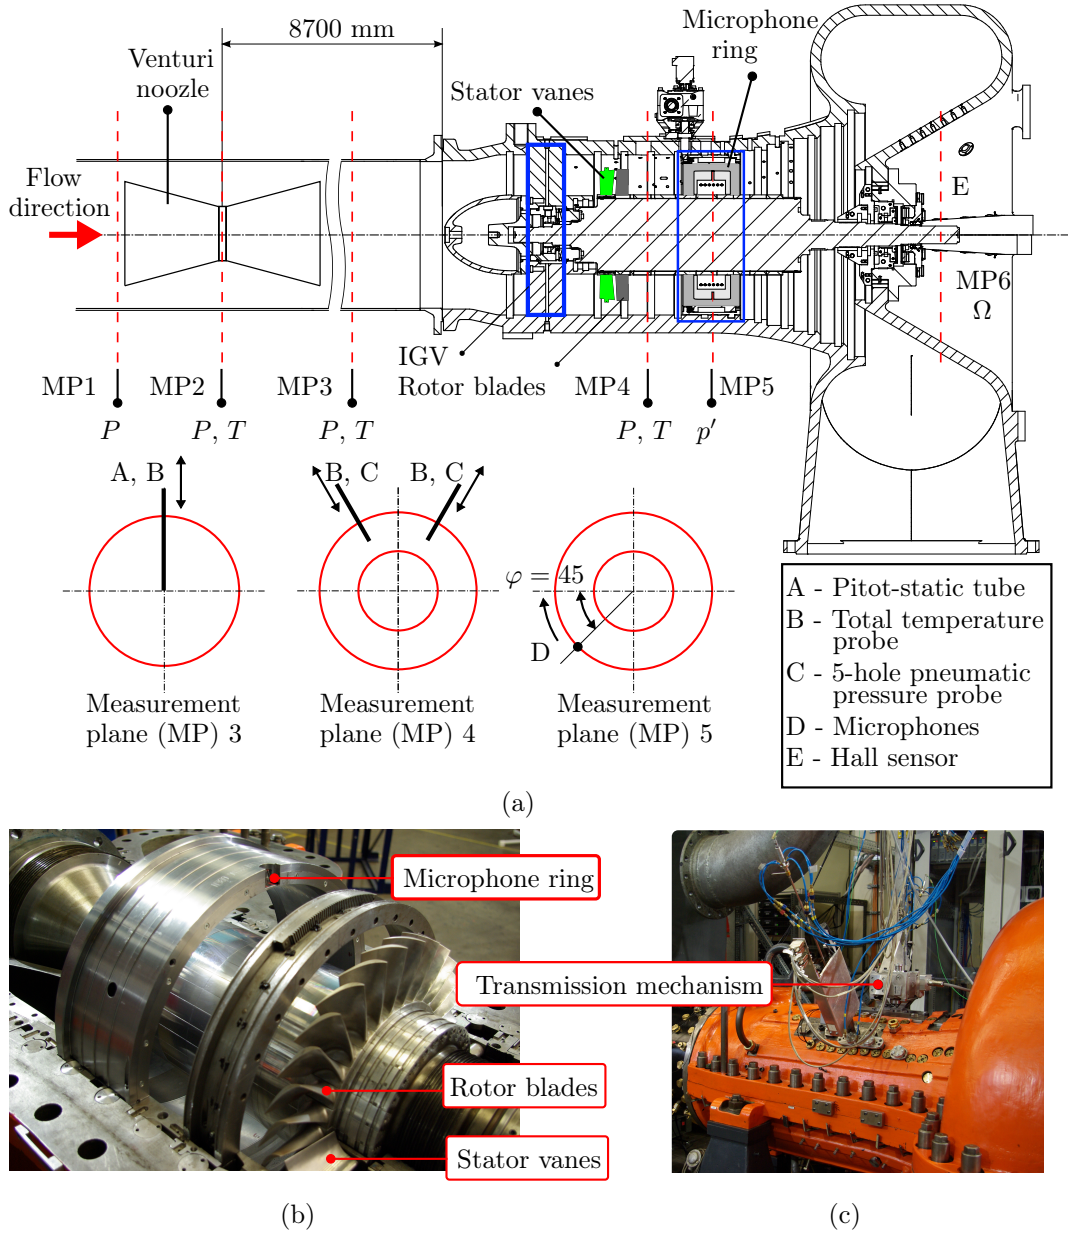 8700 mm
Microphone
ring
Venturi
noozle
Stator vanes
Flow
direction
E
MP6
Ω
IGV
Rotor blades
MP1
MP2
MP3
MP4
MP5
P
P, T
P, T
P, T
p′
A, B
B, C
B, C
φ = 45
D
Measurement
plane (MP) 3
Measurement
plane (MP) 4
Measurement
plane (MP) 5
A - Pitot-static tube
B - Total temperature
probe
C - 5-hole pneumatic
pressure probe
D - Microphones
E - Hall sensor
(a)
Microphone ring
Transmission mechanism
Rotor blades
Stator vanes
(b)
(c)